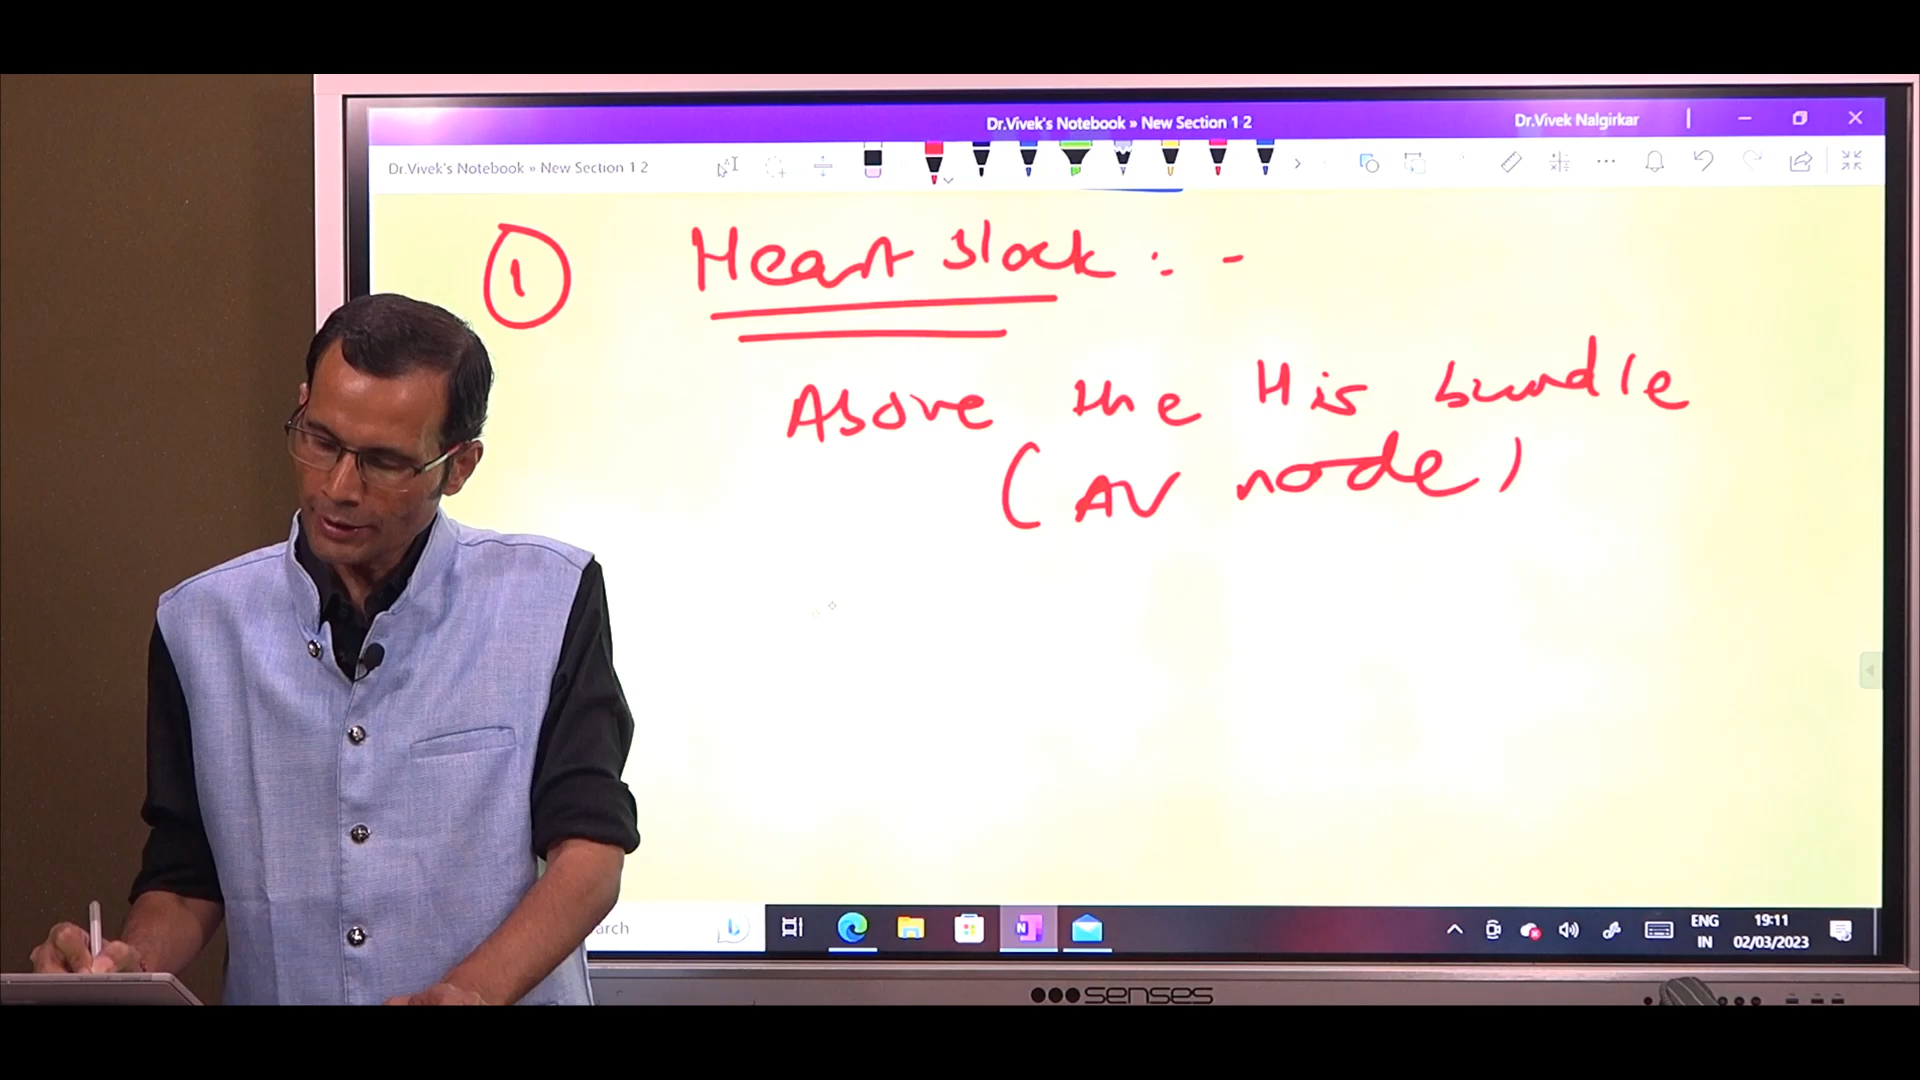 Dr.Vivek's Notebook » New Section 1 2
Dr.Vivek Nalgirkar
Dr.Vivek's Notebook » New Section 1 2
1 Heart Block : -
Above the His bundle
(AV node)
arch
ENG
IN
19:11
02/03/2023
senses